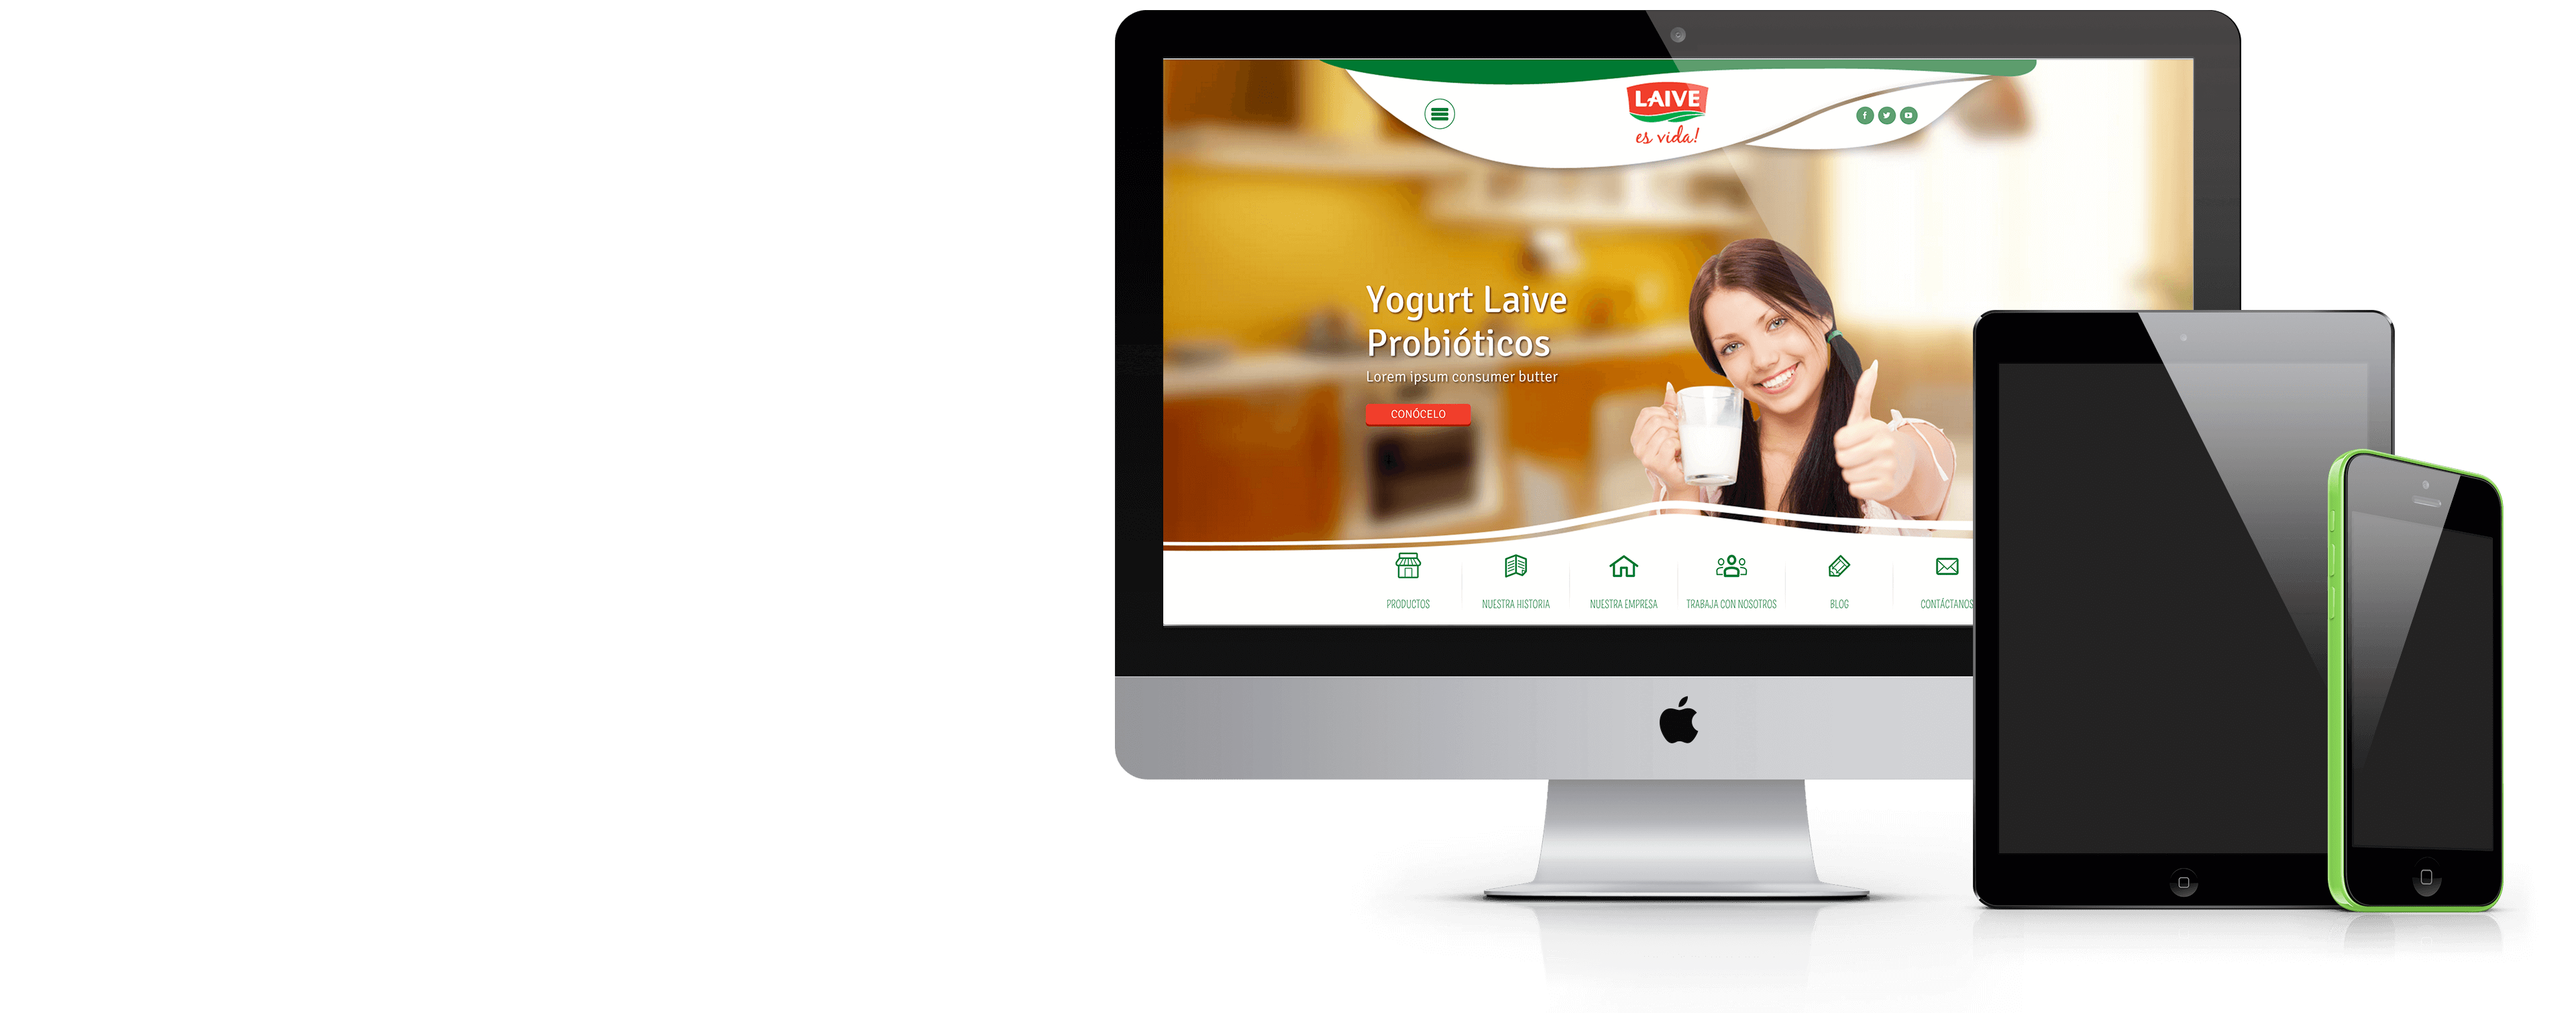 LAIVE
es vida!
Yogurt Laive
Probióticos
Lorem ipsum consumer butter
CONÓCELO
PRODUCTOS
NUESTRA HISTORIA
NUESTRA EMPRESA
TRABAJA CON NOSOTROS
BLOG
CONTÁCTANOS